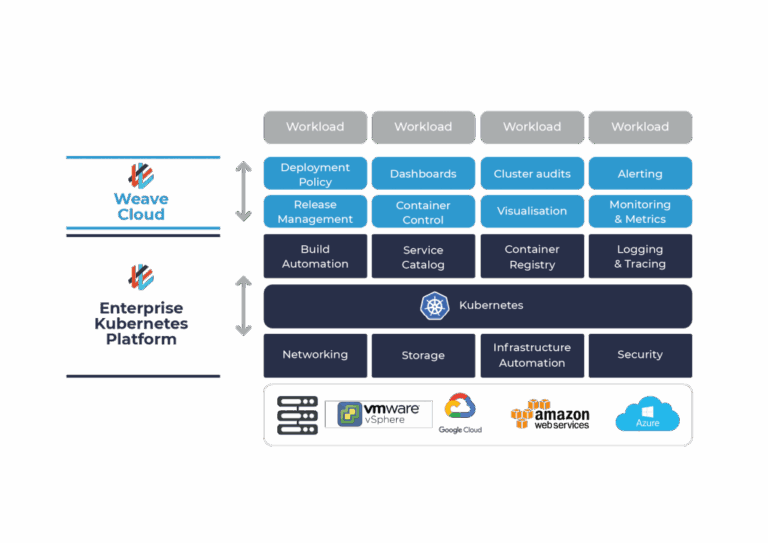 Workload
Workload
Workload
Workload
Weave
Cloud
Deployment
Policy
Dashboards
Cluster audits
Alerting
Release
Management
Container
Control
Visualisation
Monitoring
& Metrics
Enterprise
Kubernetes
Platform
Build
Automation
Service
Catalog
Container
Registry
Logging
& Tracing
Kubernetes
Networking
Storage
Infrastructure
Automation
Security
vmware
vSphere
Google Cloud
amazon
web services
Azure